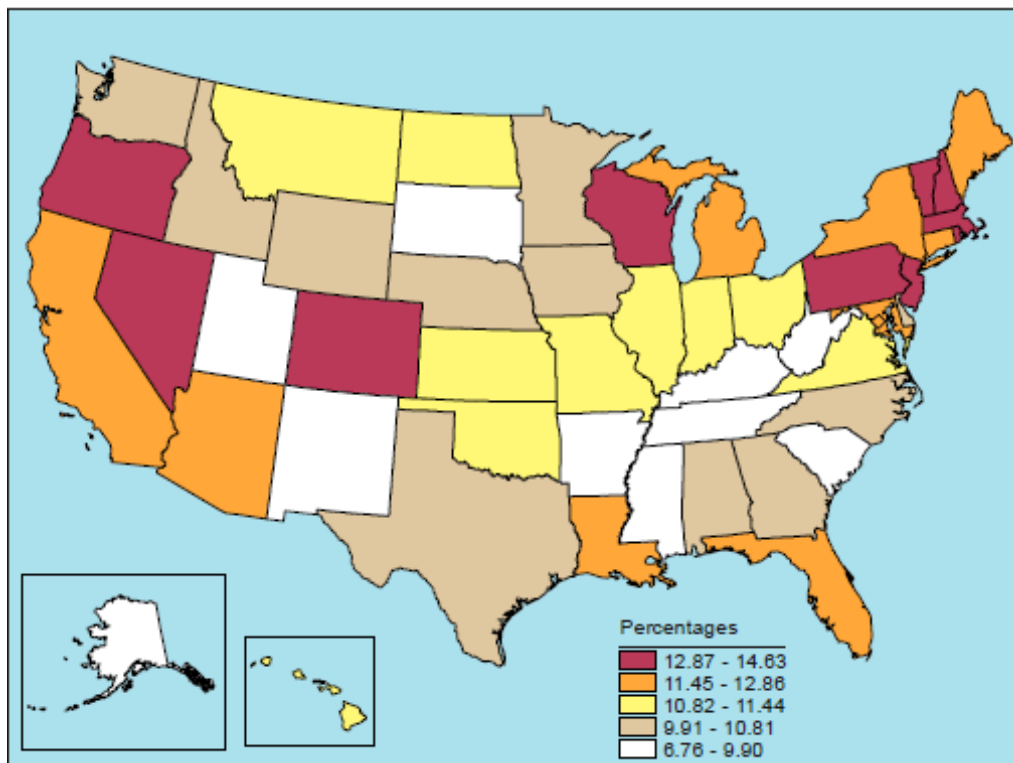 Percentages
12.87 - 14.63
11.45 - 12.86
10.82 - 11.44
9.91 - 10.81
6.76 - 9.90